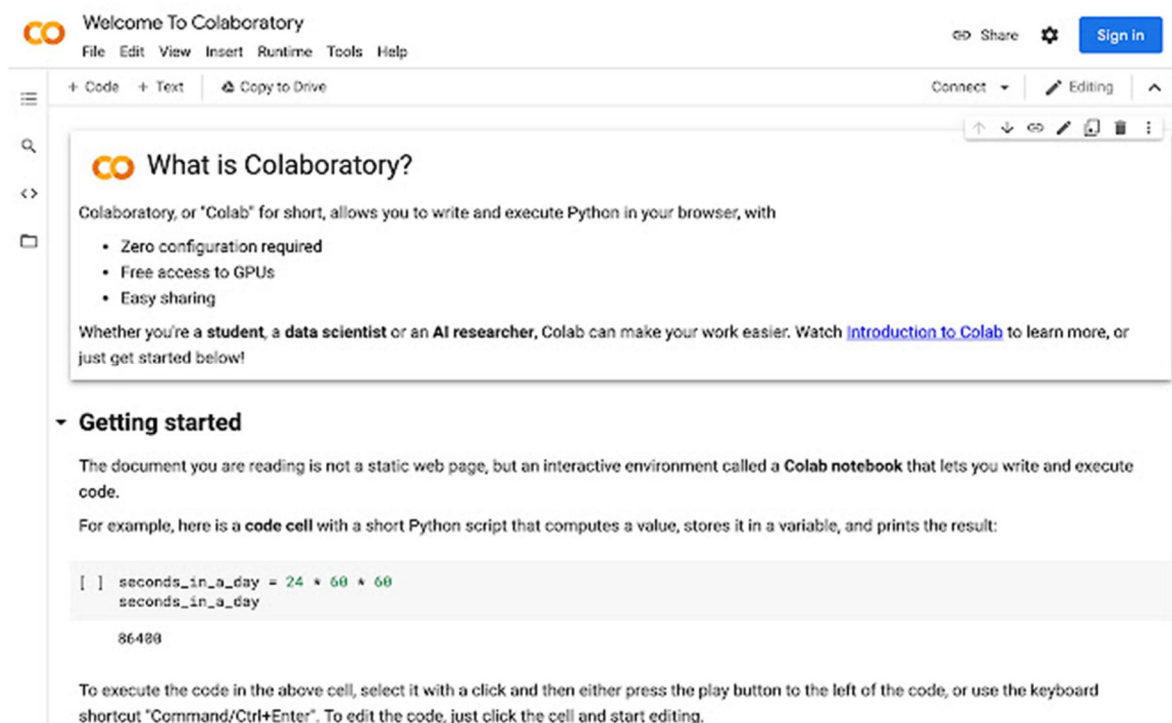 Welcome To Colaboratory
File Edit View Insert Runtime Tools Help
Share
Sign in
+ Code + Text Copy to Drive
Connect Editing
CO What is Colaboratory?
Colaboratory, or "Colab" for short, allows you to write and execute Python in your browser, with
• Zero configuration required
• Free access to GPUs
• Easy sharing
Whether you're a student, a data scientist or an AI researcher, Colab can make your work easier. Watch Introduction to Colab to learn more, or
just get started below!
Getting started
The document you are reading is not a static web page, but an interactive environment called a Colab notebook that lets you write and execute
code.
For example, here is a code cell with a short Python script that computes a value, stores it in a variable, and prints the result:
[ ] seconds_in_a_day = 24 * 60 * 60
seconds_in_a_day
86400
To execute the code in the above cell, select it with a click and then either press the play button to the left of the code, or use the keyboard
shortcut "Command/Ctrl+Enter". To edit the code, just click the cell and start editing.